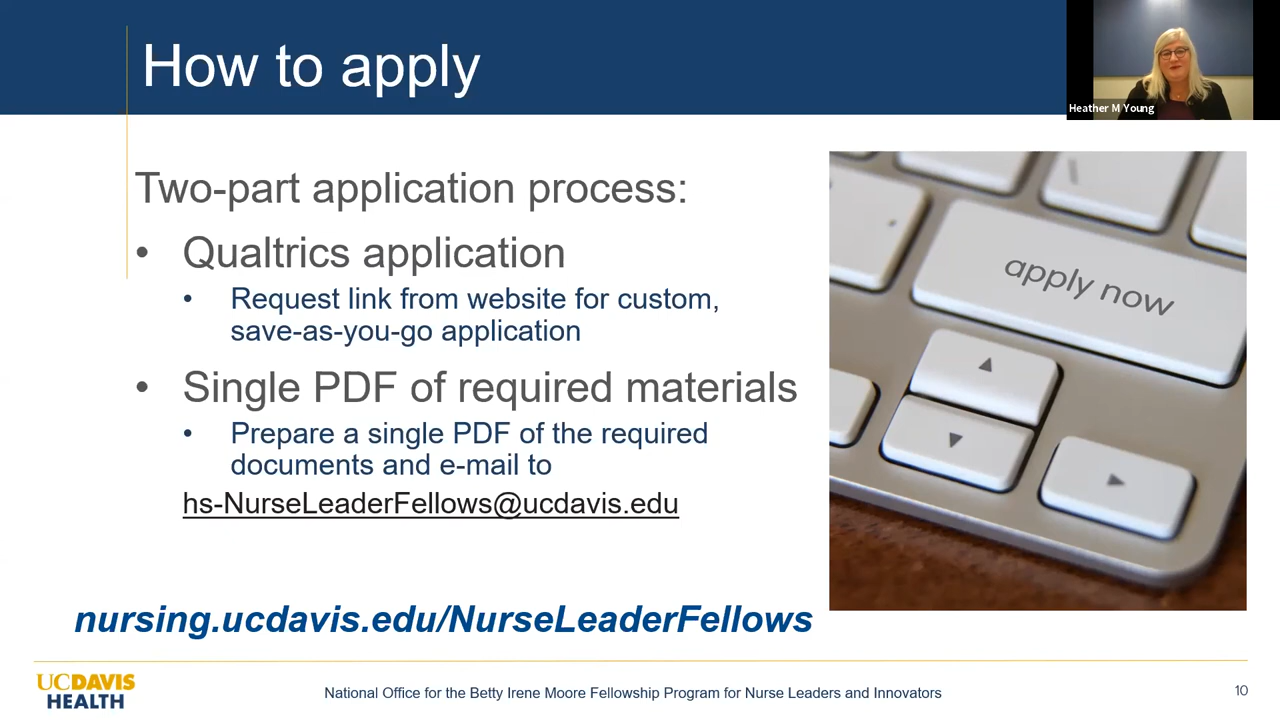 How to apply
Heather M Young
Two-part application process:
• Qualtrics application
• Request link from website for custom,
save-as-you-go application
• Single PDF of required materials
• Prepare a single PDF of the required
documents and e-mail to
hs-NurseLeaderFellows@ucdavis.edu
apply now
nursing.ucdavis.edu/NurseLeaderFellows
UCDAVIS
HEALTH
National Office for the Betty Irene Moore Fellowship Program for Nurse Leaders and Innovators
10